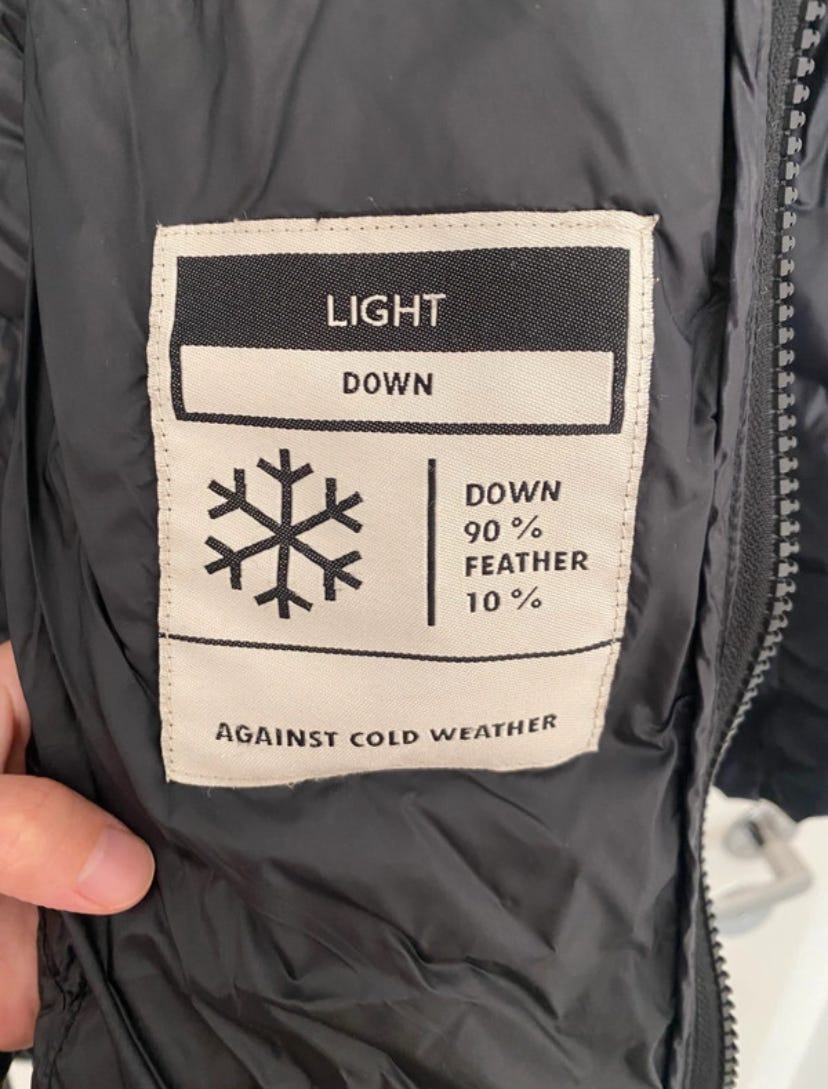 LIGHT
DOWN
DOWN
90 %
FEATHER
10 %
AGAINST COLD WEATHER